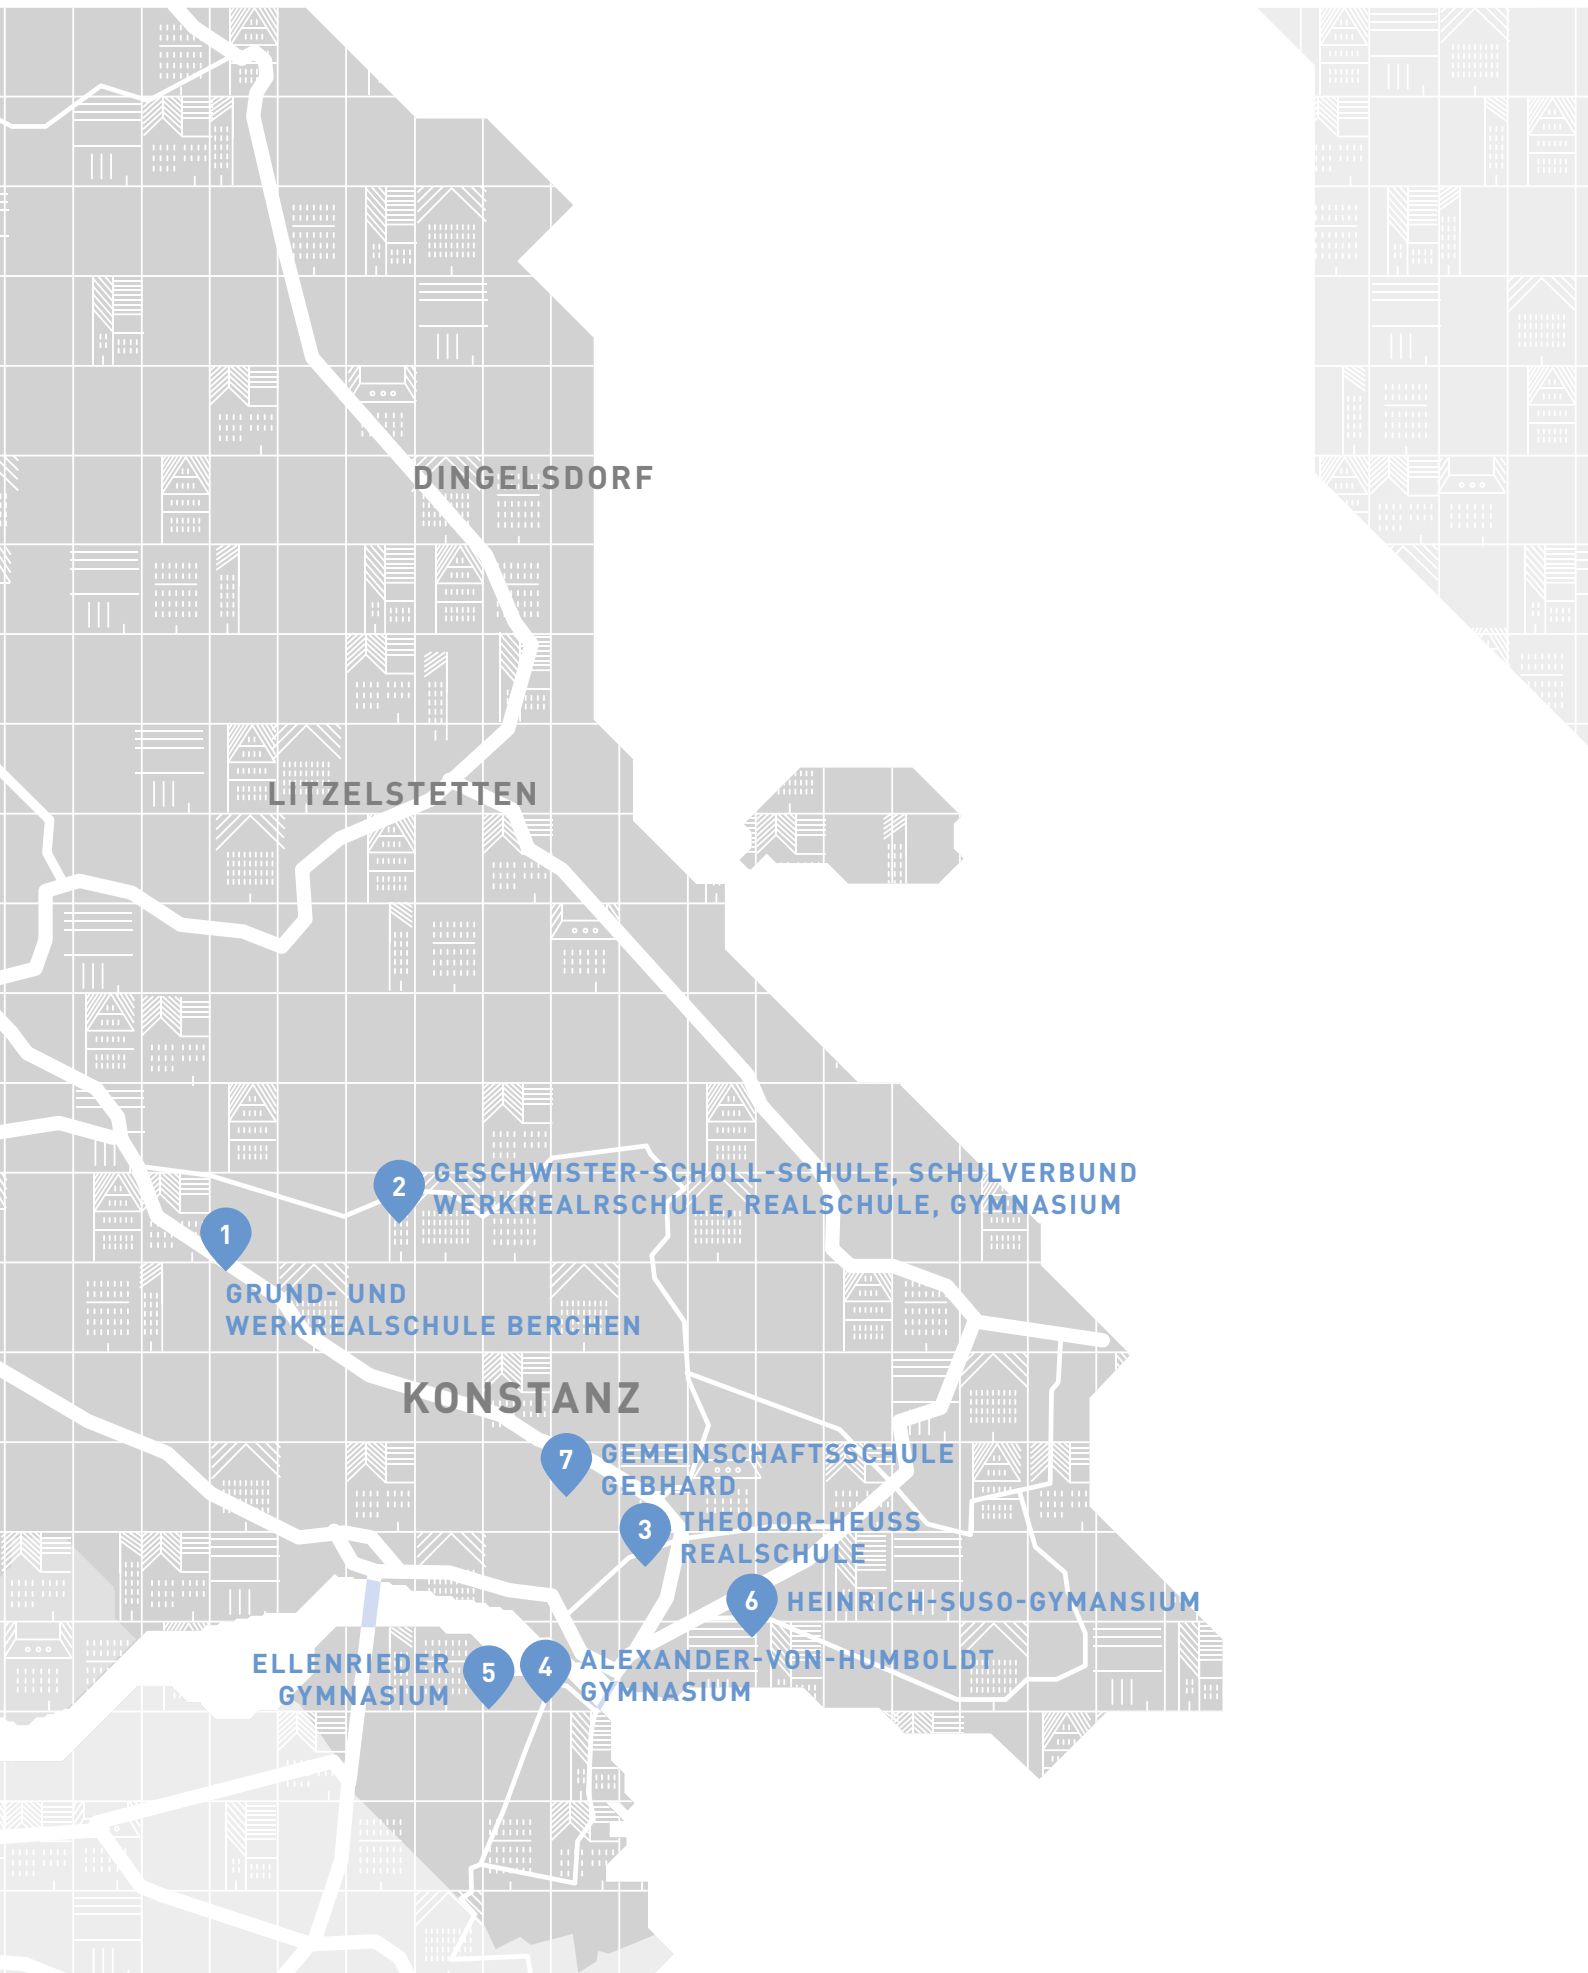 DINGELSDORF
LITZELSTETTEN
2
GESCHWISTER-SCHOLL-SCHULE, SCHULVERBUND
WERKREALRSCHULE, REALSCHULE, GYMNASIUM
1
GRUND- UND
WERKREALSCHULE BERCHEN
KONSTANZ
7
GEMEINSCHAFTSSCHULE
GEBHARD
3
THEODOR-HEUSS
REALSCHULE
6
HEINRICH-SUSO-GYMANSIUM
ELLENRIEDER
GYMNASIUM
5
4
ALEXANDER-VON-HUMBOLDT
GYMNASIUM